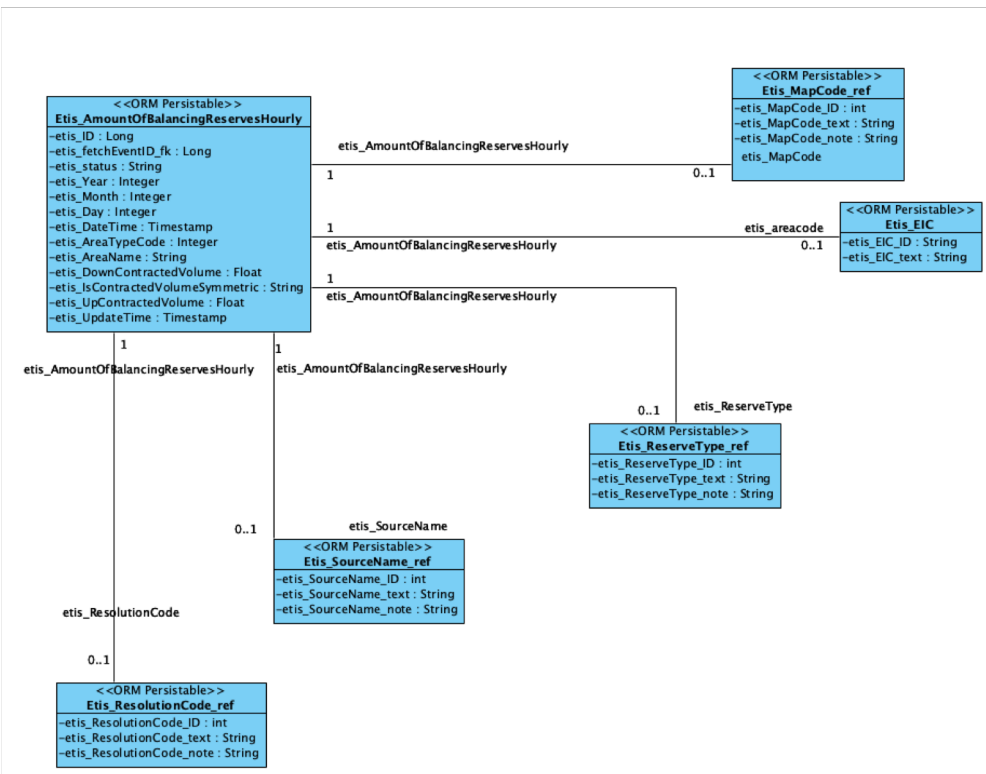 <<ORM Persistable>>
Etis_AmountOfBalancingReservesHourly
-etis_ID : Long
-etis_fetchEventID_fk : Long
-etis_status : String
-etis_Year : Integer
-etis_Month : Integer
-etis_Day : Integer
-etis_DateTime : Timestamp
-etis_AreaTypeCode : Integer
-etis_AreaName : String
-etis_DownContractedVolume : Float
-etis_IsContractedVolumeSymmetric : String
-etis_UpContractedVolume : Float
-etis_UpdateTime : Timestamp
etis_AmountOfBalancingReservesHourly
1
0..1
<<ORM Persistable>>
Etis_MapCode_ref
-etis_MapCode_ID : int
-etis_MapCode_text : String
-etis_MapCode_note : String
etis_MapCode
1
etis_AmountOfBalancingReservesHourly
etis_areacode
0..1
<<ORM Persistable>>
Etis_EIC
-etis_EIC_ID : String
-etis_EIC_text : String
1
etis_AmountOfBalancingReservesHourly
0..1
etis_ReserveType
<<ORM Persistable>>
Etis_ReserveType_ref
-etis_ReserveType_ID : int
-etis_ReserveType_text : String
-etis_ReserveType_note : String
1
etis_AmountOfBalancingReservesHourly
1
etis_AmountOfBalancingReservesHourly
0..1
etis_SourceName
<<ORM Persistable>>
Etis_SourceName_ref
-etis_SourceName_ID : int
-etis_SourceName_text : String
-etis_SourceName_note : String
etis_ResolutionCode
0..1
<<ORM Persistable>>
Etis_ResolutionCode_ref
-etis_ResolutionCode_ID : int
-etis_ResolutionCode_text : String
-etis_ResolutionCode_note : String